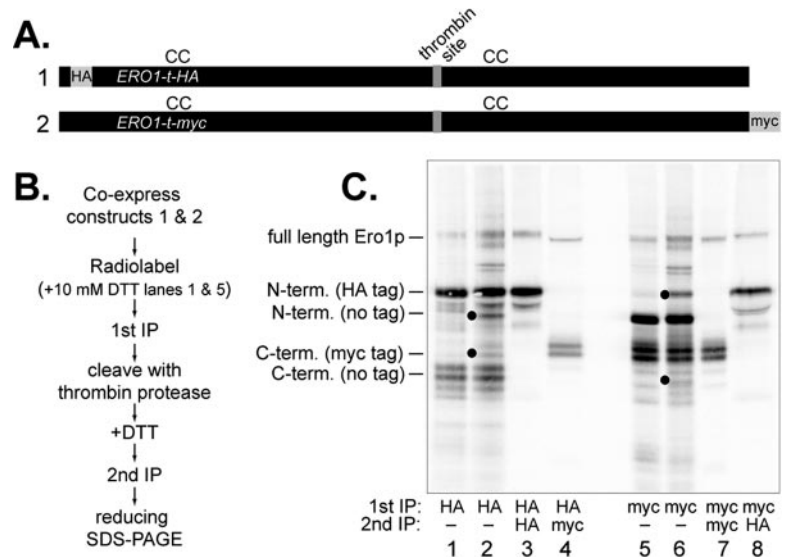 A.
CC
thrombin
site
CC
1
HA
ERO1-t-HA
CC
CC
2
ERO1-t-myc
myc
B.
Co-express
constructs 1 & 2
Radiolabel
(+10 mM DTT lanes 1 & 5)
1st IP
cleave with
thrombin protease
+DTT
2nd IP
reducing
SDS-PAGE
C.
full length Ero1p
N-term. (HA tag)
N-term. (no tag)
C-term. (myc tag)
C-term. (no tag)
1st IP: HA HA HA HA myc myc myc myc
2nd IP: – – HA myc – – myc HA
1 2 3 4 5 6 7 8